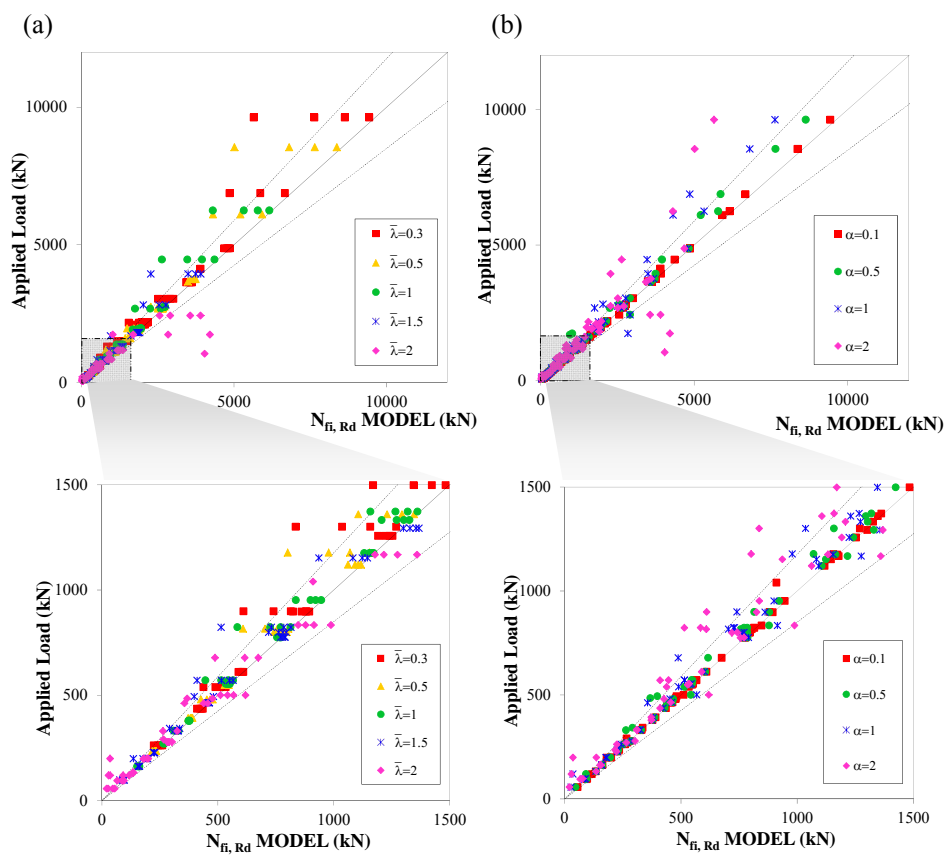 (a)
(b)
10000
5000
0
0
5000
10000
Applied Load (kN)
N_fi, Rd MODEL (kN)
λ̅=0.3
λ̅=0.5
λ̅=1
λ̅=1.5
λ̅=2
10000
5000
0
0
5000
10000
Applied Load (kN)
N_fi, Rd MODEL (kN)
α=0.1
α=0.5
α=1
α=2
1500
1000
500
0
0
500
1000
1500
Applied Load (kN)
N_fi, Rd MODEL (kN)
λ̅=0.3
λ̅=0.5
λ̅=1
λ̅=1.5
λ̅=2
1500
1000
500
0
0
500
1000
1500
Applied Load (kN)
N_fi, Rd MODEL (kN)
α=0.1
α=0.5
α=1
α=2